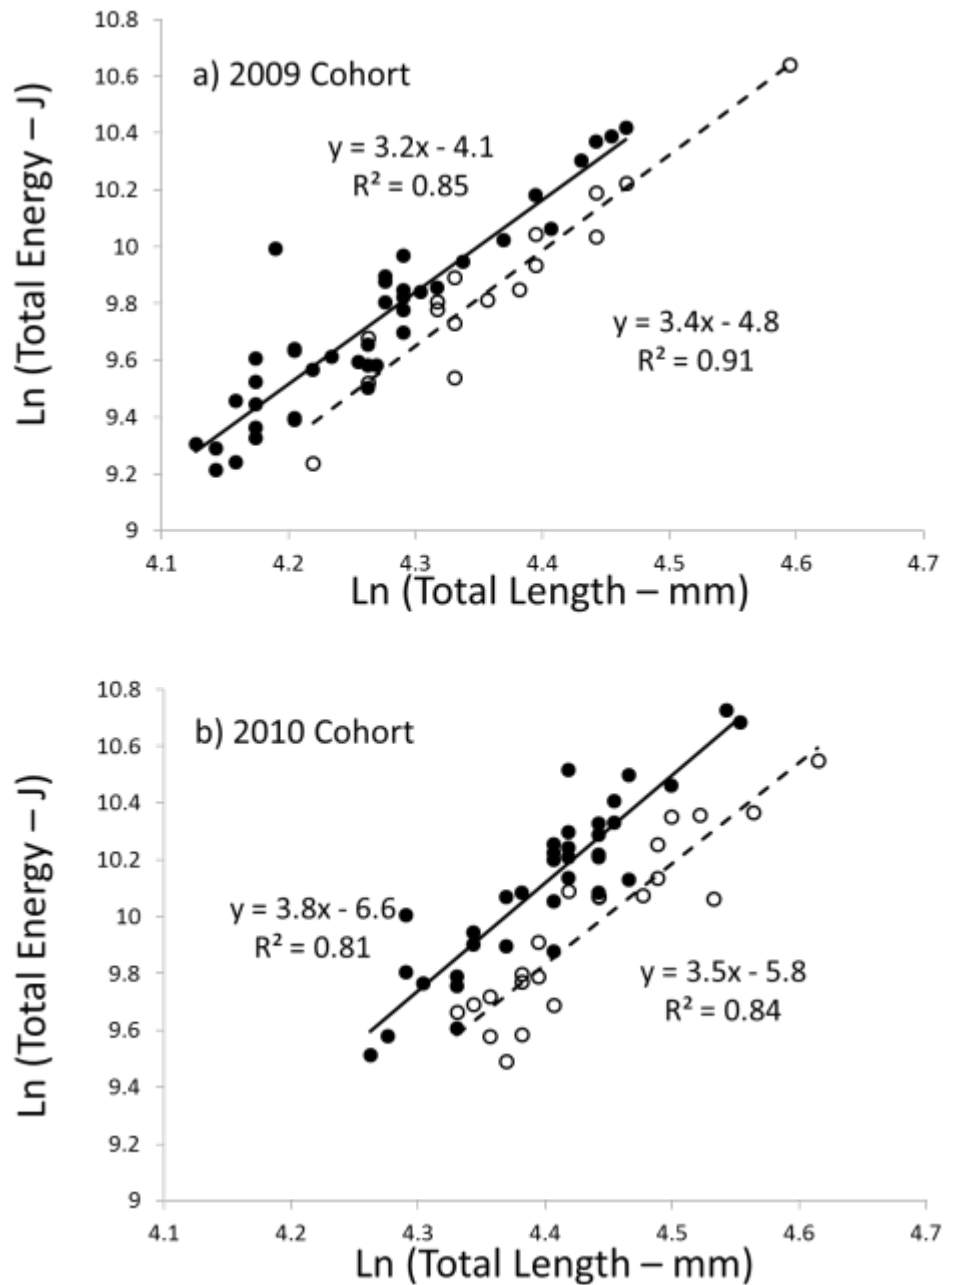 10.8
10.6
10.4
10.2
10
9.8
9.6
9.4
9.2
9
Ln (Total Energy – J)
a) 2009 Cohort
y = 3.2x - 4.1
R² = 0.85
y = 3.4x - 4.8
R² = 0.91
4.1 4.2 4.3 4.4 4.5 4.6 4.7
Ln (Total Length – mm)
10.8
10.6
10.4
10.2
10
9.8
9.6
9.4
9.2
9
Ln (Total Energy – J)
b) 2010 Cohort
y = 3.8x - 6.6
R² = 0.81
y = 3.5x - 5.8
R² = 0.84
4.1 4.2 4.3 4.4 4.5 4.6 4.7
Ln (Total Length – mm)